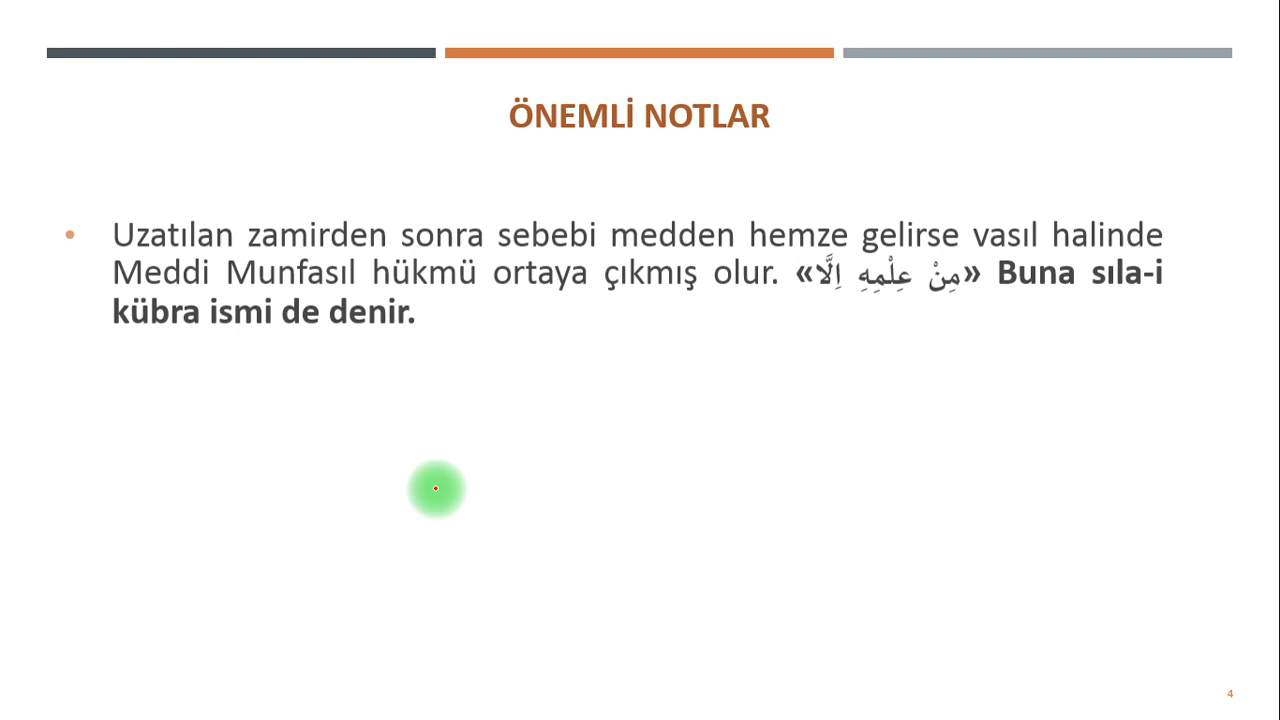 ÖNEMLİ NOTLAR
• Uzatılan zamirden sonra sebebi medden hemze gelirse vasıl halinde
Meddi Munfasıl hükmü ortaya çıkmış olur. «مِنْ عِلْمِهِ اِلَّا» Buna sıla-i
kübra ismi de denir.
4